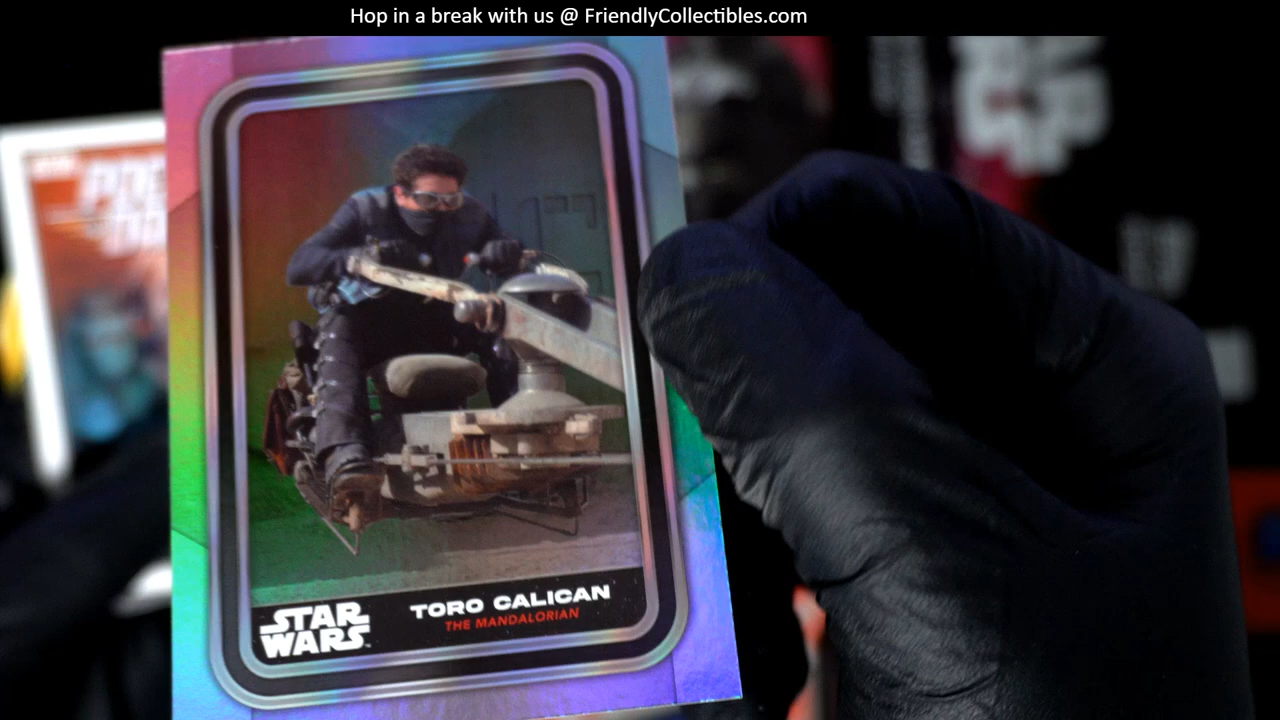 Hop in a break with us @ FriendlyCollectibles.com
STAR
WARS
TORO CALICAN
THE MANDALORIAN